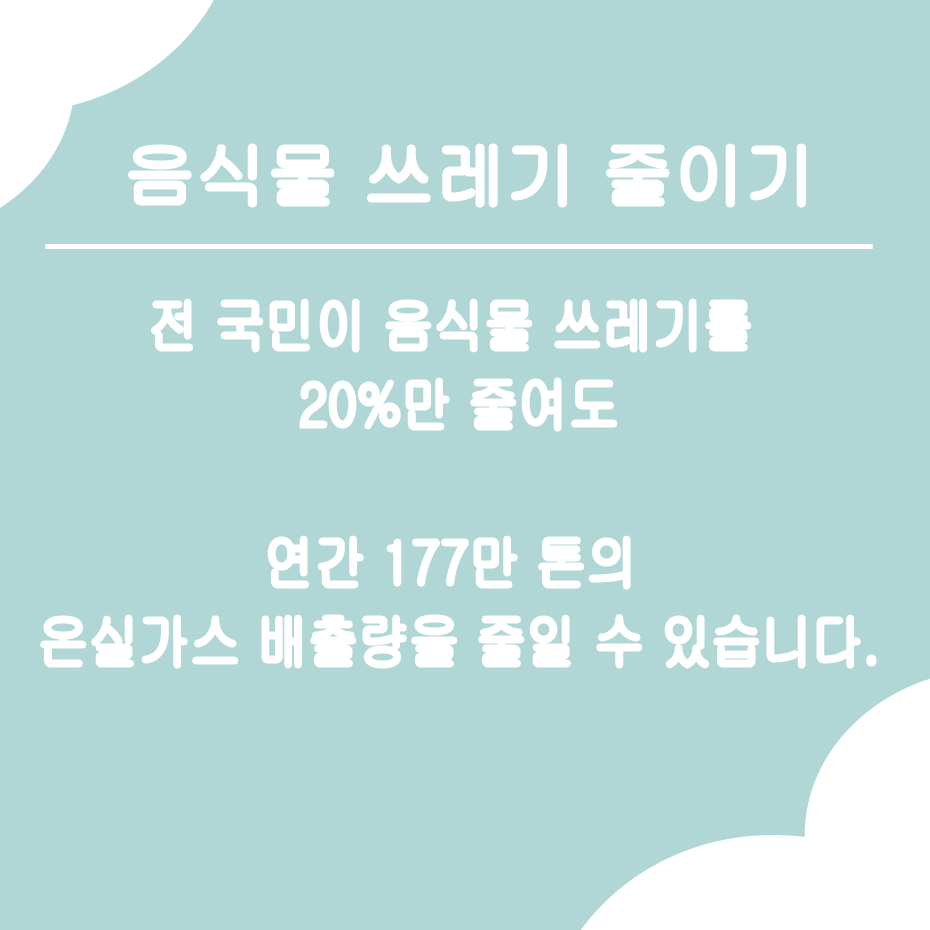 음식물 쓰레기 줄이기
전 국민이 음식물 쓰레기를
20%만 줄여도
연간 177만 톤의
온실가스 배출량을 줄일 수 있습니다.